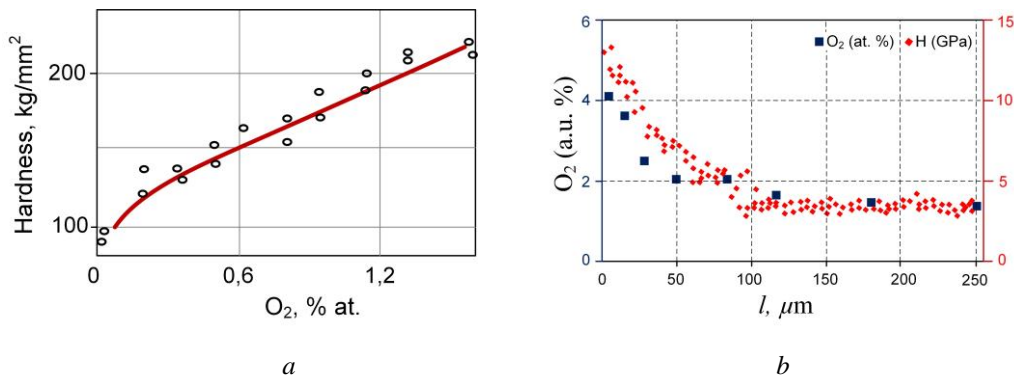 Hardness, kg/mm²
200
100
0
0,6
1,2
O₂, % at.
a
O₂ (at. %)
H (GPa)
O₂ (a.u. %)
6
4
2
0
15
10
5
0
0
50
100
150
200
250
l, μm
b